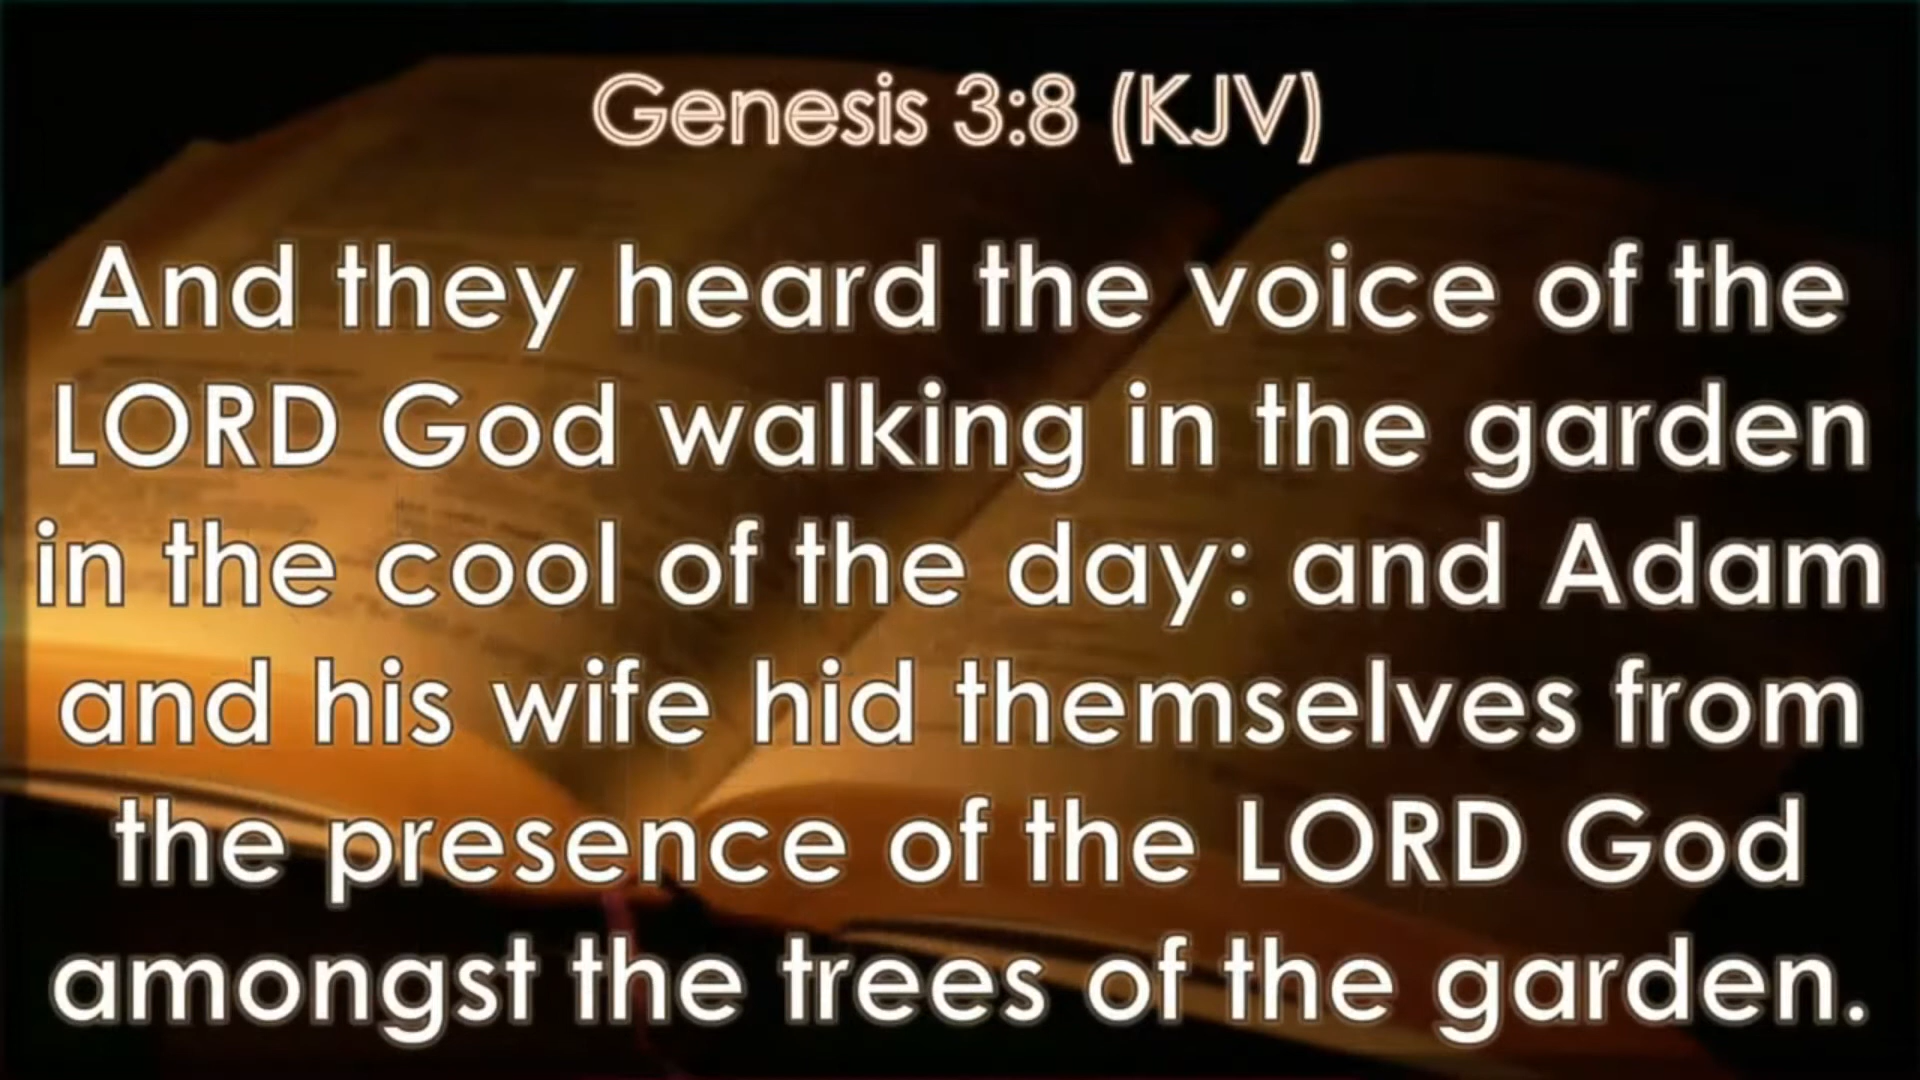 Genesis 3:8 (KJV)
And they heard the voice of the
LORD God walking in the garden
in the cool of the day: and Adam
and his wife hid themselves from
the presence of the LORD God
amongst the trees of the garden.